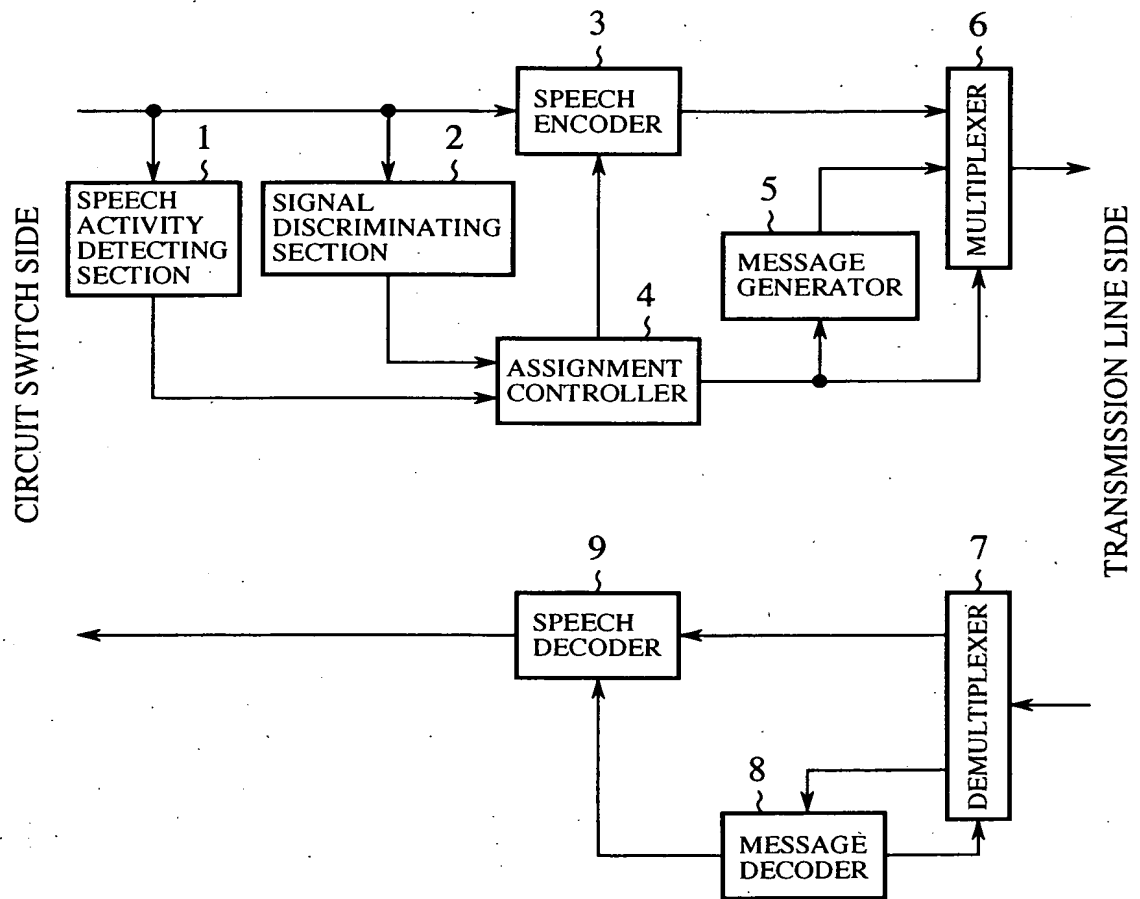 3
6
SPEECH
ENCODER
MULTIPLEXER
1
2
SPEECH
ACTIVITY
DETECTING
SECTION
SIGNAL
DISCRIMINATING
SECTION
5
MESSAGE
GENERATOR
4
ASSIGNMENT
CONTROLLER
CIRCUIT SWITCH SIDE
TRANSMISSION LINE SIDE
9
7
SPEECH
DECODER
DEMULTIPLEXER
8
MESSAGE
DECODER